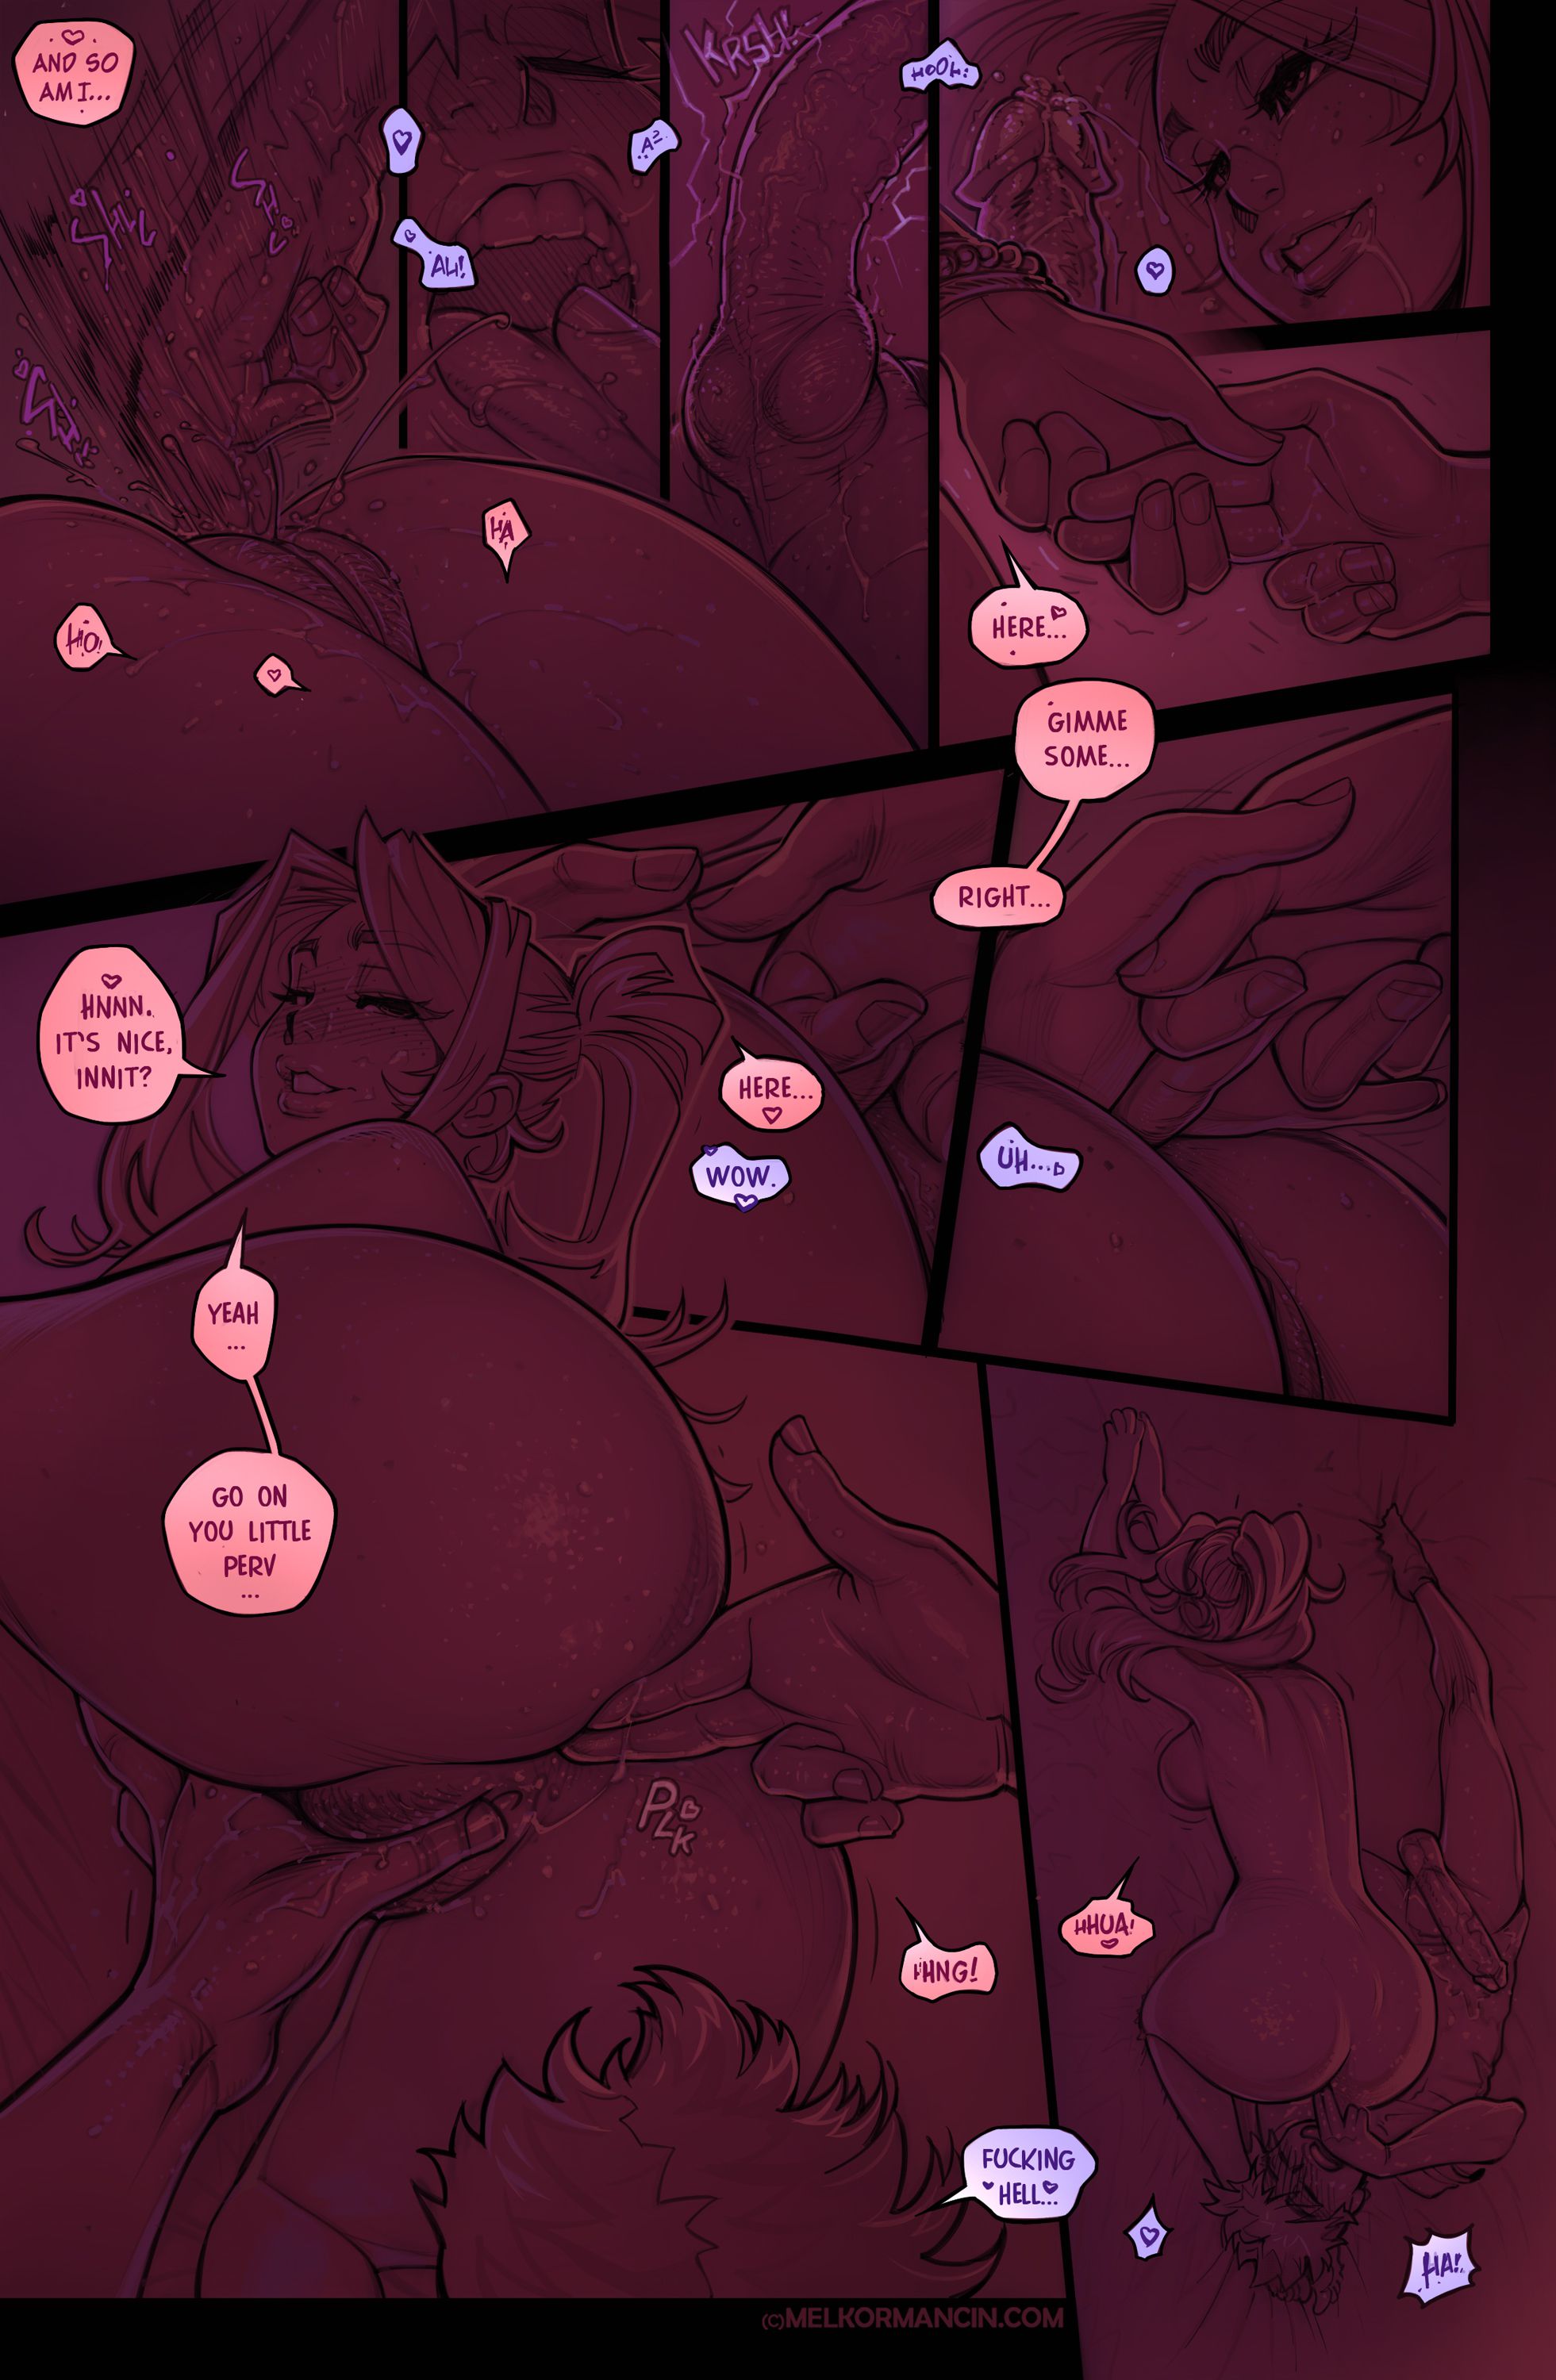 AND SO
AM I...
KRSH!
HOOH:
AH!
HA
HO!
HERE...
GIMME
SOME...
RIGHT...
HNNN.
IT'S NICE,
INNIT?
HERE...
WOW.
UH...
YEAH
...
GO ON
YOU LITTLE
PERV
...
PLK
HNG!
HHUA!
FUCKING
HELL...
HA!
(C)MELKORMANCIN.COM